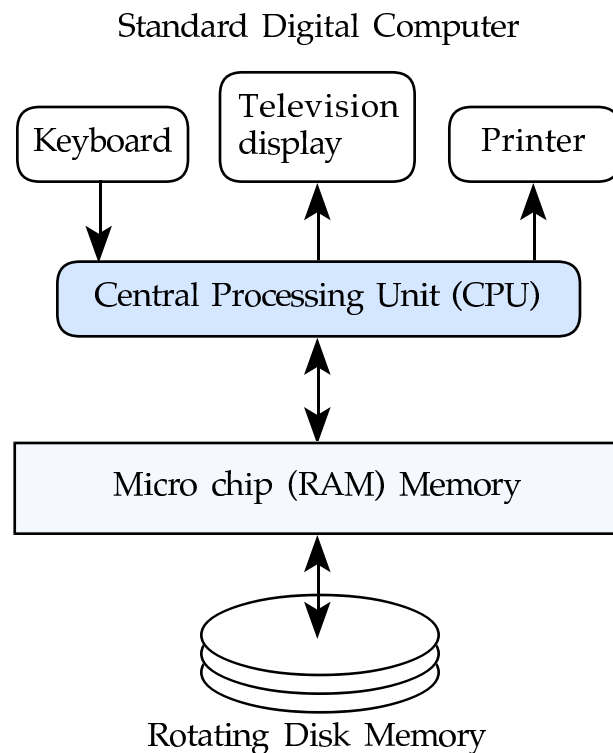 Standard Digital Computer
Keyboard
Television
display
Printer
Central Processing Unit (CPU)
Micro chip (RAM) Memory
Rotating Disk Memory